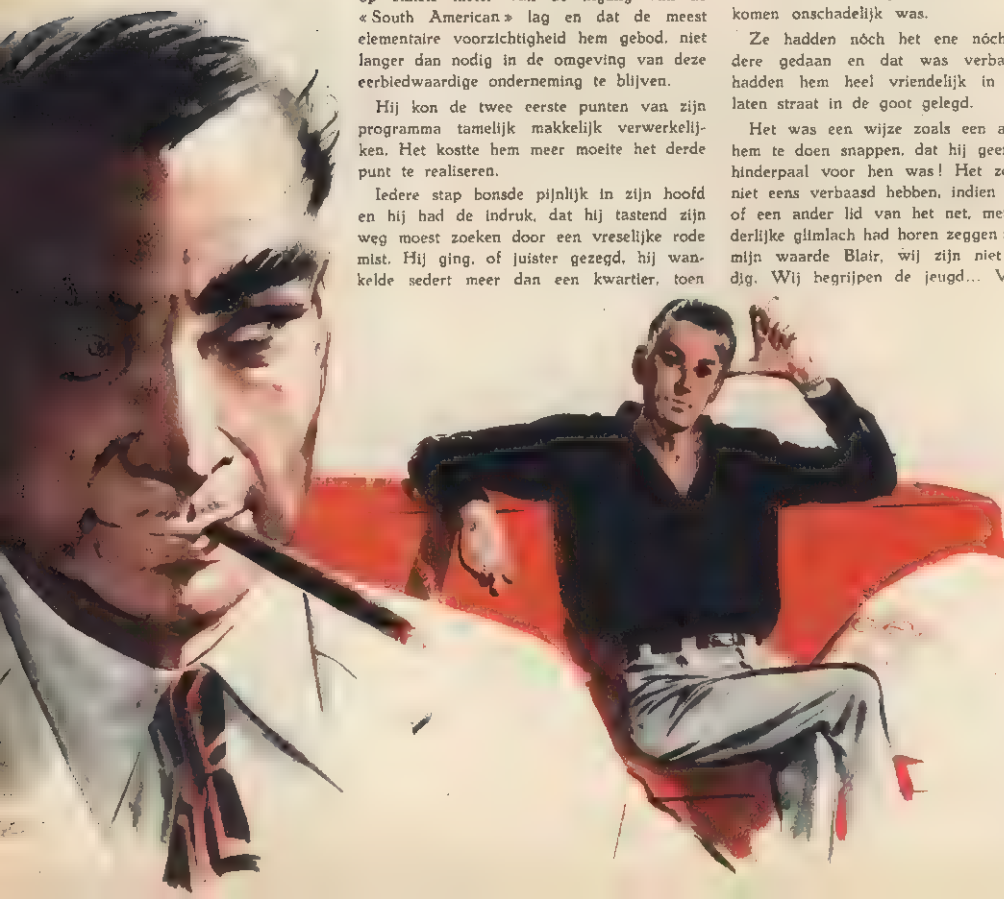 « South American » lag en dat de meest
elementaire voorzichtigheid hem gebod, niet
langer dan nodig in de omgeving van deze
eerbiedwaardige onderneming te blijven.
Hij kon de twee eerste punten van zijn
programma tamelijk makkelijk verwerkelij-
ken. Het kostte hem meer moeite het derde
punt te realiseren.
Iedere stap bonsde pijnlijk in zijn hoofd
en hij had de indruk, dat hij tastend zijn
weg moest zoeken door een vreselijke rode
mist. Hij ging, of juister gezegd, hij wan-
kelde sedert meer dan een kwartier, toen
komen onschadelijk was.
Ze hadden nòch het ene nòch
dere gedaan en dat was verba
hadden hem heel vriendelijk in
laten straat in de goot gelegd.
Het was een wijze zoals een a
hem te doen snappen, dat hij geen
hinderpaal voor hen was! Het zo
niet eens verbaasd hebben, indien
of een ander lid van het net, me
derlijke glimlach had horen zeggen
mijn waarde Blair, wij zijn niet
dig. Wij begrijpen de jeugd... V